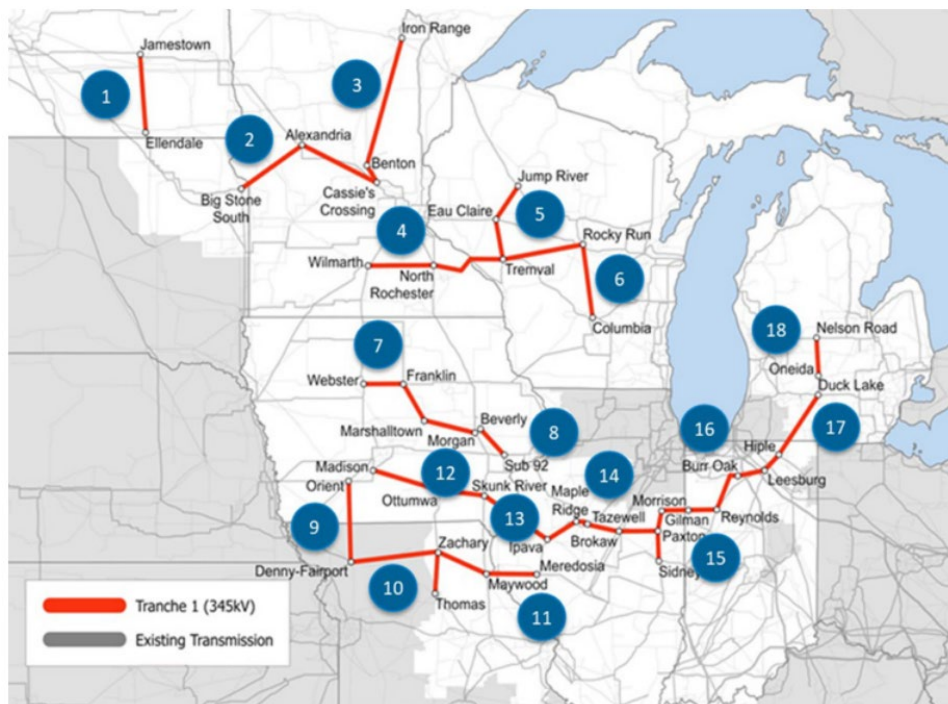 Iron Range
Jamestown
3
1
2
Alexandria
Ellendale
Benton
Jump River
Big Stone
South
Cassie's
Crossing
Eau Claire
5
4
Rocky Run
Wilmarth
North
Rochester
Tremval
6
Columbia
18
Nelson Road
7
Oneida
Webster
Franklin
Duck Lake
Beverly
Marshalltown
Morgan
8
16
17
Sub 92
Hiple
Madison
12
14
Burr Oak
Leesburg
Orient
Ottumwa
Skunk River
Maple
Ridge
Morrison
13
Tazewell
Gilman
Reynolds
9
Zachary
Ipava
Brokaw
Paxton
15
Denny-Fairport
Meredosia
Sidney
10
Maywood
Thomas
11
Tranche 1 (345kV)
Existing Transmission